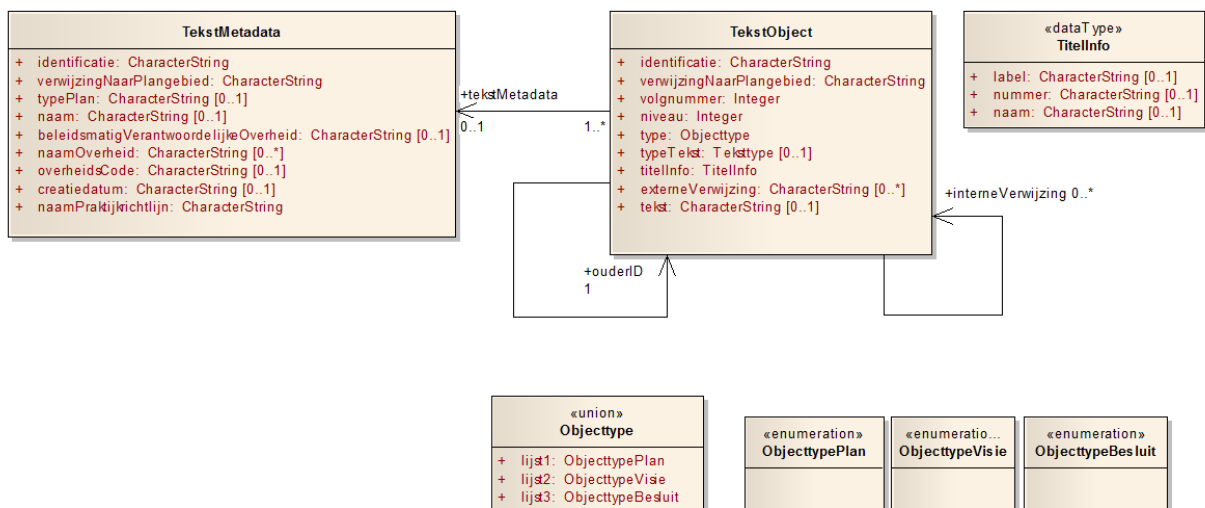 TekstMetadata
+ identificatie: CharacterString
+ verwijzingNaarPlangebied: CharacterString
+ typePlan: CharacterString [0..1]
+ naam: CharacterString [0..1]
+ beleidsmatigVerantwoordelijkeOverheid: CharacterString [0..1]
+ naamOverheid: CharacterString [0..*]
+ overheidsCode: CharacterString [0..1]
+ creatiedatum: CharacterString [0..1]
+ naamPraktijkrichtlijn: CharacterString
+tekstMetadata
0..1
1..*
TekstObject
+ identificatie: CharacterString
+ verwijzingNaarPlangebied: CharacterString
+ volgnummer: Integer
+ niveau: Integer
+ type: Objecttype
+ typeTekst: Teksttype [0..1]
+ titelInfo: TitelInfo
+ externeVerwijzing: CharacterString [0..*]
+ tekst: CharacterString [0..1]
«dataType»
TitelInfo
+ label: CharacterString [0..1]
+ nummer: CharacterString [0..1]
+ naam: CharacterString [0..1]
+interneVerwijzing 0..*
+ouderID
1
«union»
Objecttype
+ lijst1: ObjecttypePlan
+ lijst2: ObjecttypeVisie
+ lijst3: ObjecttypeBesluit
«enumeration»
ObjecttypePlan
«enumeratio...
ObjecttypeVisie
«enumeration»
ObjecttypeBesluit